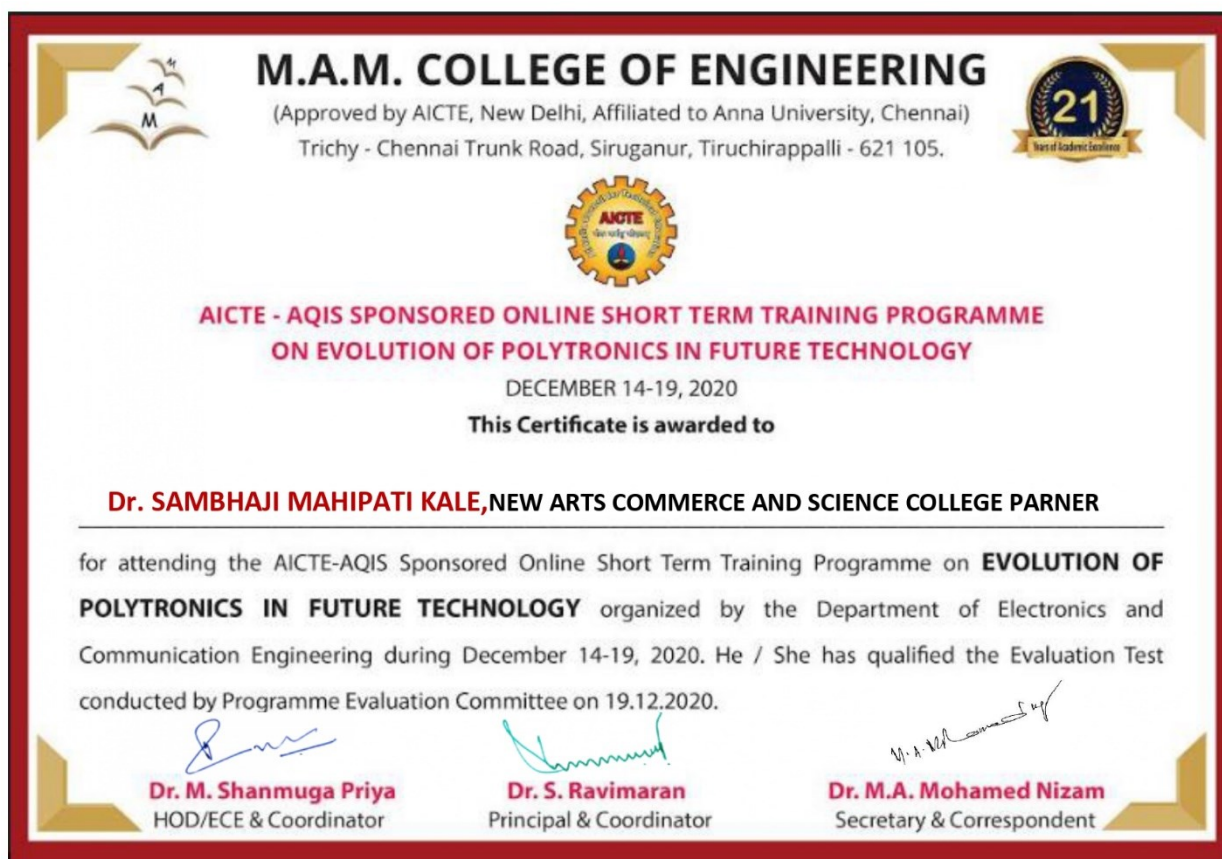 M
A
M
M.A.M. COLLEGE OF ENGINEERING
(Approved by AICTE, New Delhi, Affiliated to Anna University, Chennai)
Trichy - Chennai Trunk Road, Siruganur, Tiruchirappalli - 621 105.
21
Years of Academic Excellence
AICTE
AICTE - AQIS SPONSORED ONLINE SHORT TERM TRAINING PROGRAMME
ON EVOLUTION OF POLYTRONICS IN FUTURE TECHNOLOGY
DECEMBER 14-19, 2020
This Certificate is awarded to
Dr. SAMBHAJI MAHIPATI KALE,NEW ARTS COMMERCE AND SCIENCE COLLEGE PARNER
for attending the AICTE-AQIS Sponsored Online Short Term Training Programme on EVOLUTION OF
POLYTRONICS IN FUTURE TECHNOLOGY organized by the Department of Electronics and
Communication Engineering during December 14-19, 2020. He / She has qualified the Evaluation Test
conducted by Programme Evaluation Committee on 19.12.2020.
Dr. M. Shanmuga Priya
HOD/ECE & Coordinator
Dr. S. Ravimaran
Principal & Coordinator
Dr. M.A. Mohamed Nizam
Secretary & Correspondent